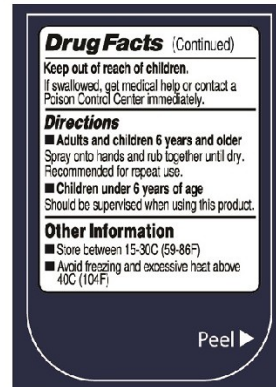 Drug Facts (Continued)
Keep out of reach of children.
If swallowed, get medical help or contact a
Poison Control Center immediately.
Directions
■ Adults and children 6 years and older
Spray onto hands and rub together until dry.
Recommended for repeat use.
■ Children under 6 years of age
Should be supervised when using this product.
Other Information
■ Store between 15-30C (59-86F)
■ Avoid freezing and excessive heat above
40C (104F)
Peel ▶